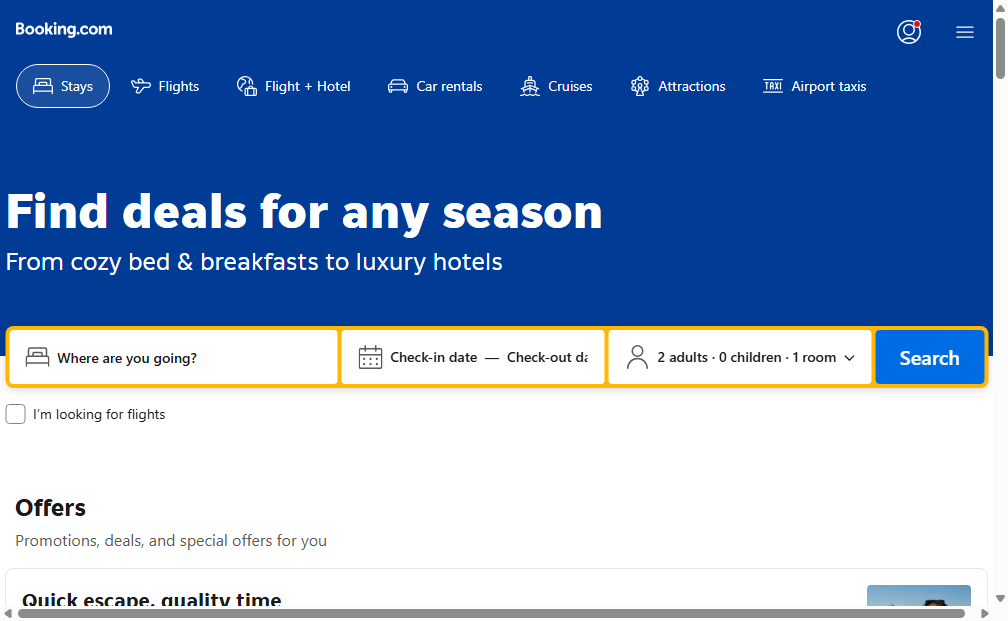 Booking.com
Stays
Flights
Flight + Hotel
Car rentals
Cruises
Attractions
TAXI
Airport taxis
Find deals for any season
From cozy bed & breakfasts to luxury hotels
Where are you going?
Check-in date — Check-out da
2 adults · 0 children · 1 room
Search
I'm looking for flights
Offers
Promotions, deals, and special offers for you
Quick escape, quality time